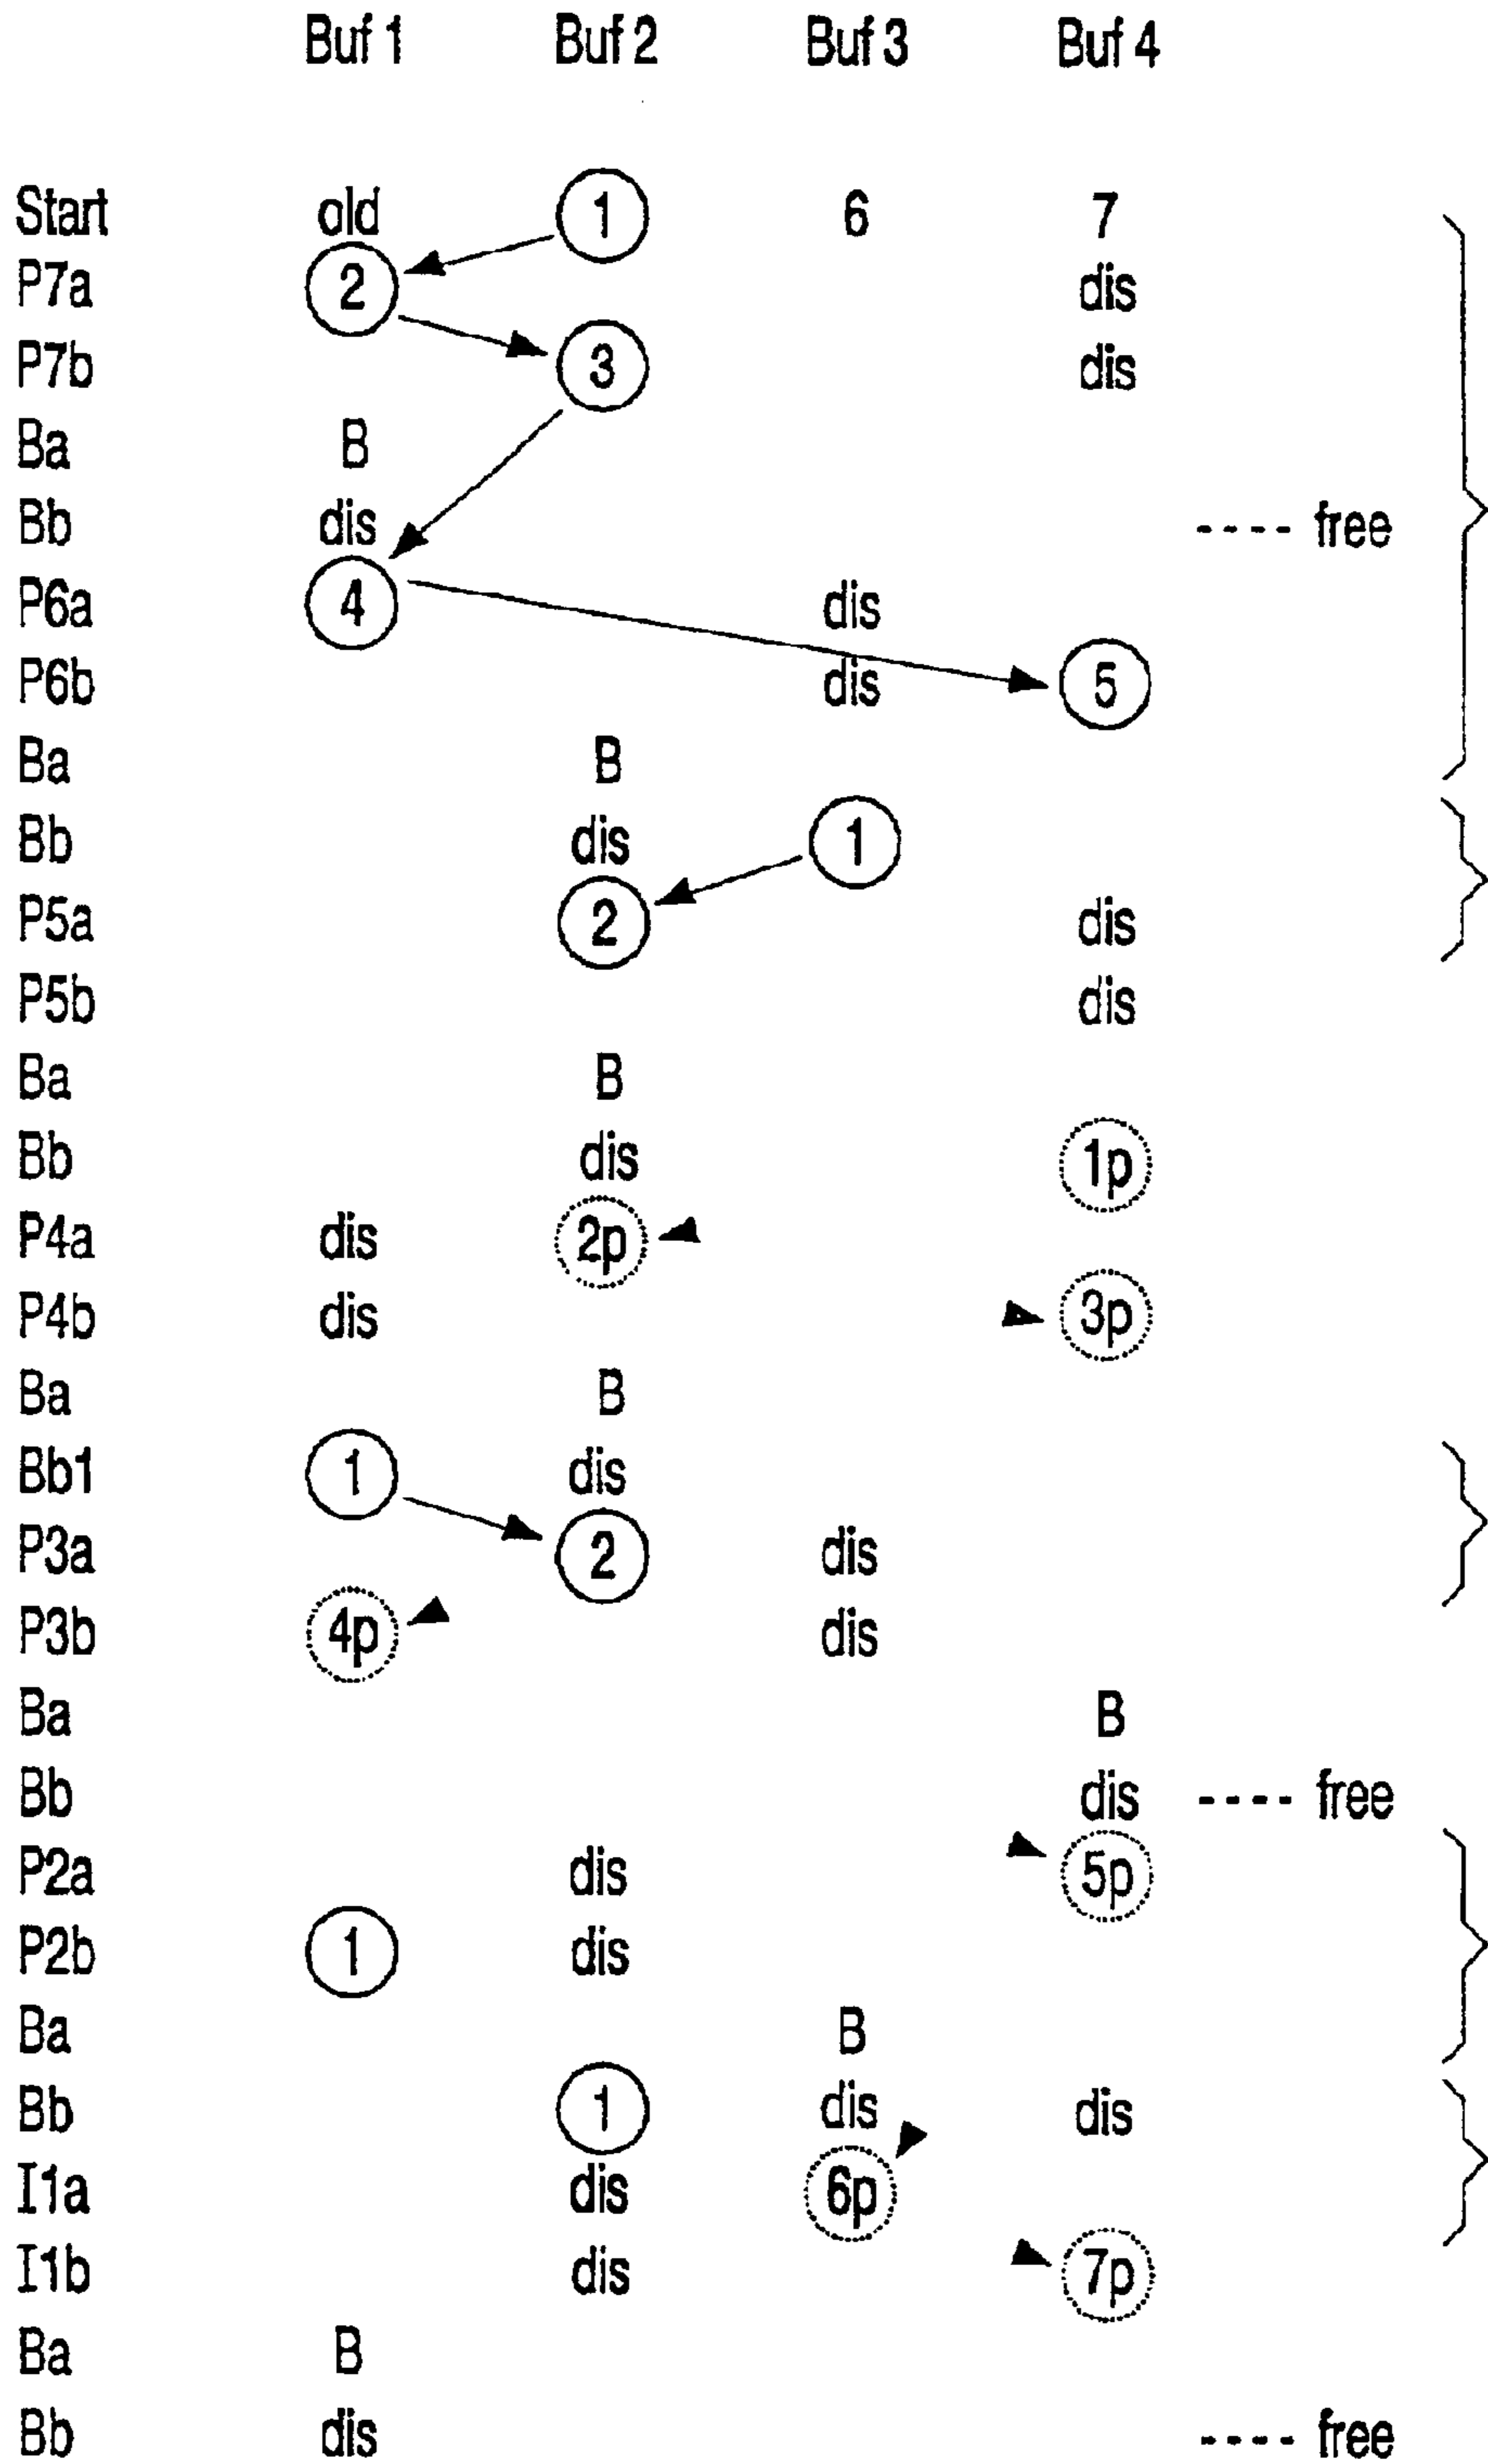 Buf 1 Buf 2 Buf 3 Buf 4
Start old 1 6 7
P7a 2 dis
P7b 3 dis
Ba B
Bb dis ---- free
P6a 4 dis
P6b dis 5
Ba B
Bb dis 1
P5a 2 dis
P5b dis
Ba B
Bb dis 1p
P4a dis 2p
P4b dis 3p
Ba B
Bb1 1 dis
P3a 2 dis
P3b 4p dis
Ba B
Bb dis ---- free
P2a dis 5p
P2b 1 dis
Ba B
Bb 1 dis dis
I1a dis 6p
I1b dis 7p
Ba B
Bb dis ---- free